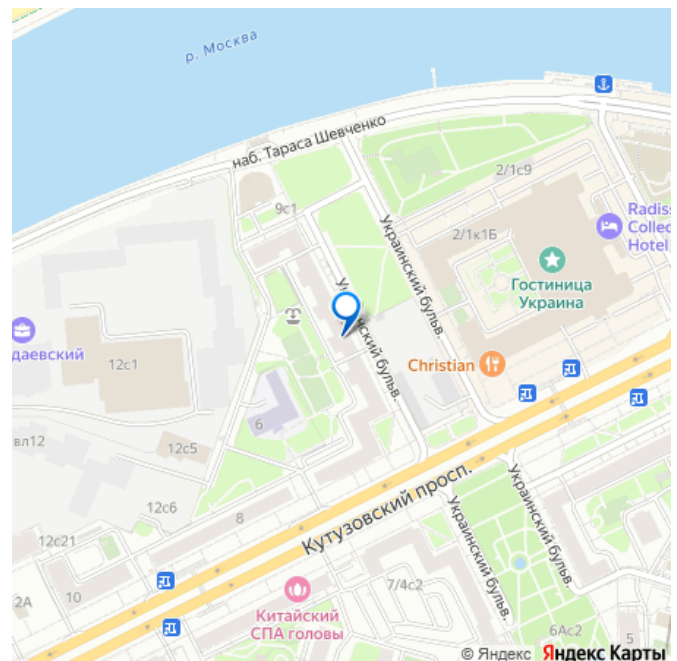 р. Москва
наб. Тараса Шевченко
2/1с9
9с1
Украинский бульв.
2/1к1Б
Radiss
Collec
Hotel
Гостиница
Украина
Украинский бульв.
Christian
даевский
12с1
вл12
6
12с5
12с6
8
Кутузовский просп.
12с21
10
2А
Украинский бульв.
Украинский бульв.
7/4с2
Китайский
СПА головы
6Ас2
5
© Яндекс Яндекс Карты